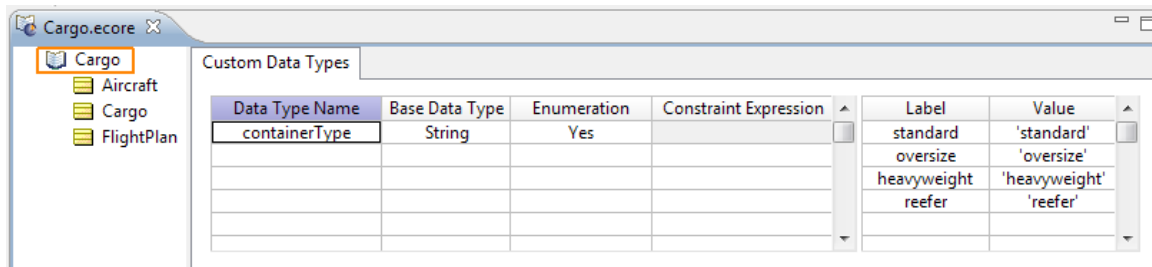 Cargo.ecore
Cargo
Custom Data Types
Aircraft
Cargo
FlightPlan
Data Type Name Base Data Type Enumeration Constraint Expression Label Value
containerType String Yes standard 'standard'
oversize 'oversize'
heavyweight 'heavyweight'
reefer 'reefer'